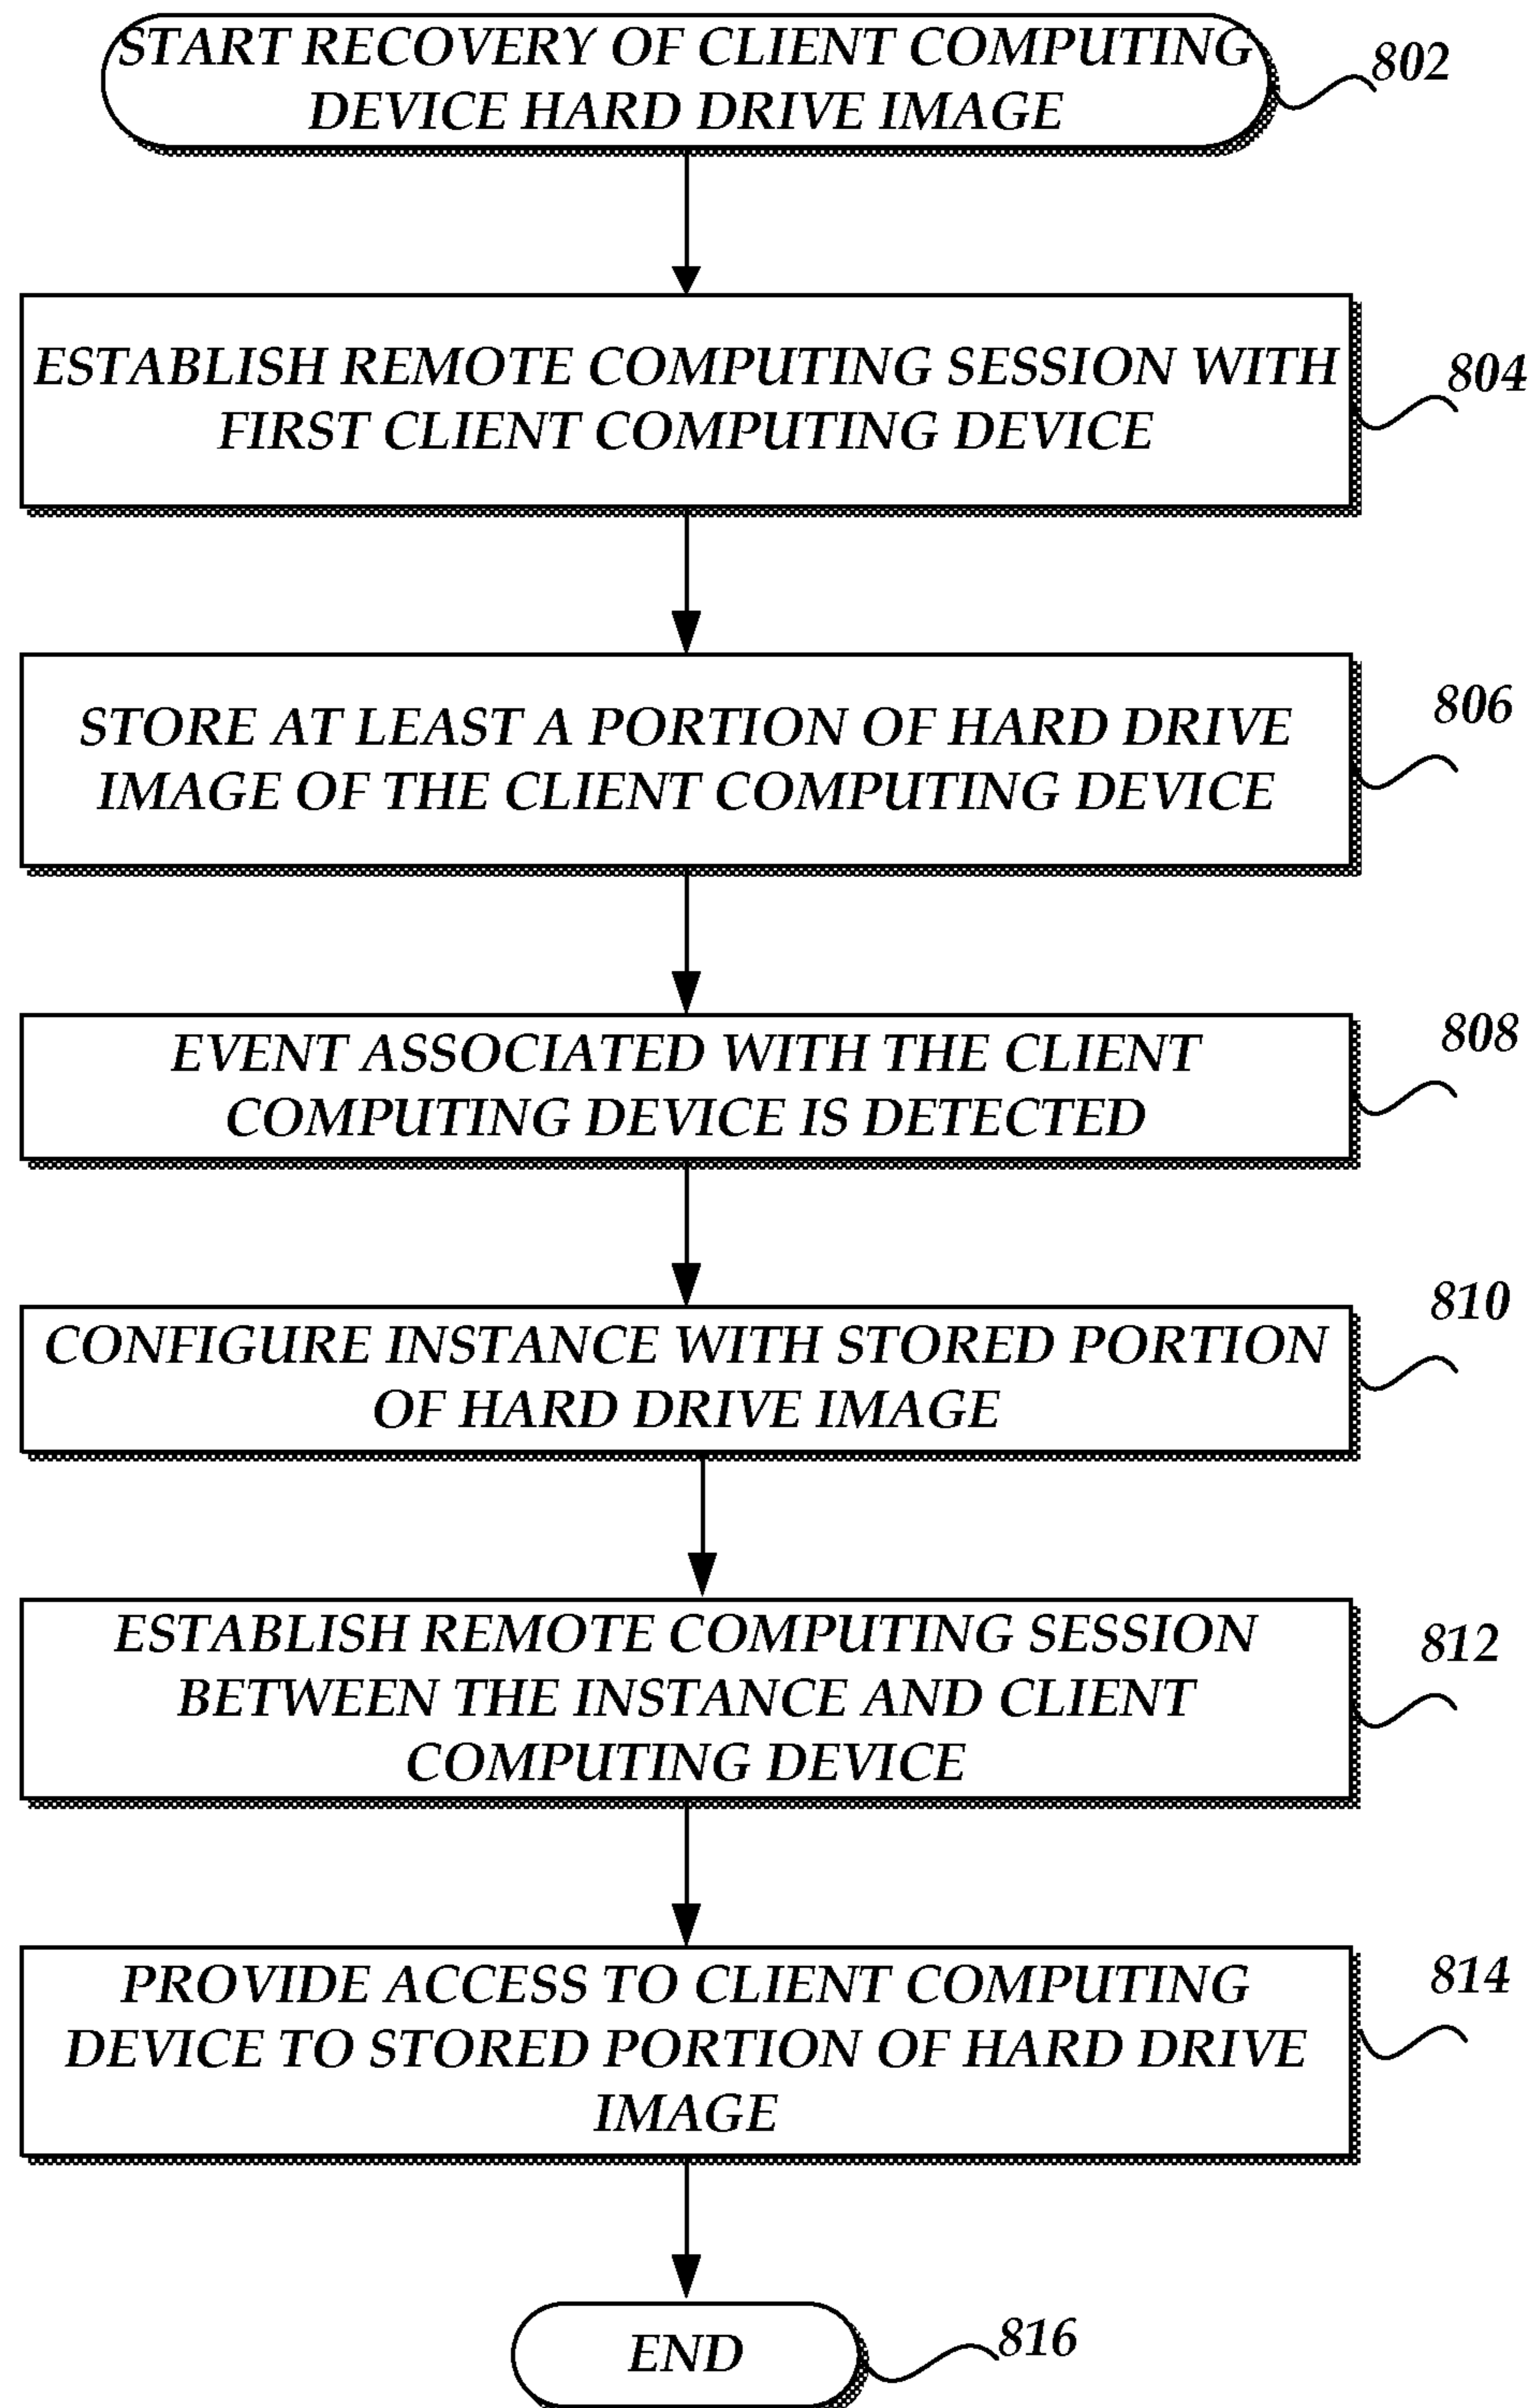 START RECOVERY OF CLIENT COMPUTING
DEVICE HARD DRIVE IMAGE
802
ESTABLISH REMOTE COMPUTING SESSION WITH
FIRST CLIENT COMPUTING DEVICE
804
STORE AT LEAST A PORTION OF HARD DRIVE
IMAGE OF THE CLIENT COMPUTING DEVICE
806
EVENT ASSOCIATED WITH THE CLIENT
COMPUTING DEVICE IS DETECTED
808
CONFIGURE INSTANCE WITH STORED PORTION
OF HARD DRIVE IMAGE
810
ESTABLISH REMOTE COMPUTING SESSION
BETWEEN THE INSTANCE AND CLIENT
COMPUTING DEVICE
812
PROVIDE ACCESS TO CLIENT COMPUTING
DEVICE TO STORED PORTION OF HARD DRIVE
IMAGE
814
END
816